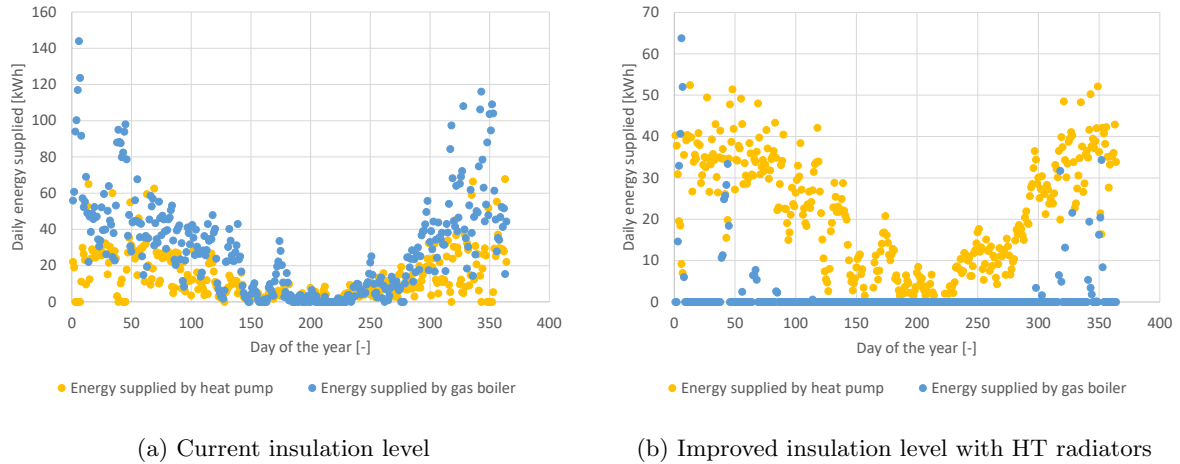 160
140
120
100
80
60
40
20
0
Daily energy supplied [kWh]
0 50 100 150 200 250 300 350 400
Day of the year [-]
Energy supplied by heat pump Energy supplied by gas boiler
(a) Current insulation level
70
60
50
40
30
20
10
0
Daily energy supplied [kWh]
0 50 100 150 200 250 300 350 400
Day of the year [-]
Energy supplied by heat pump Energy supplied by gas boiler
(b) Improved insulation level with HT radiators